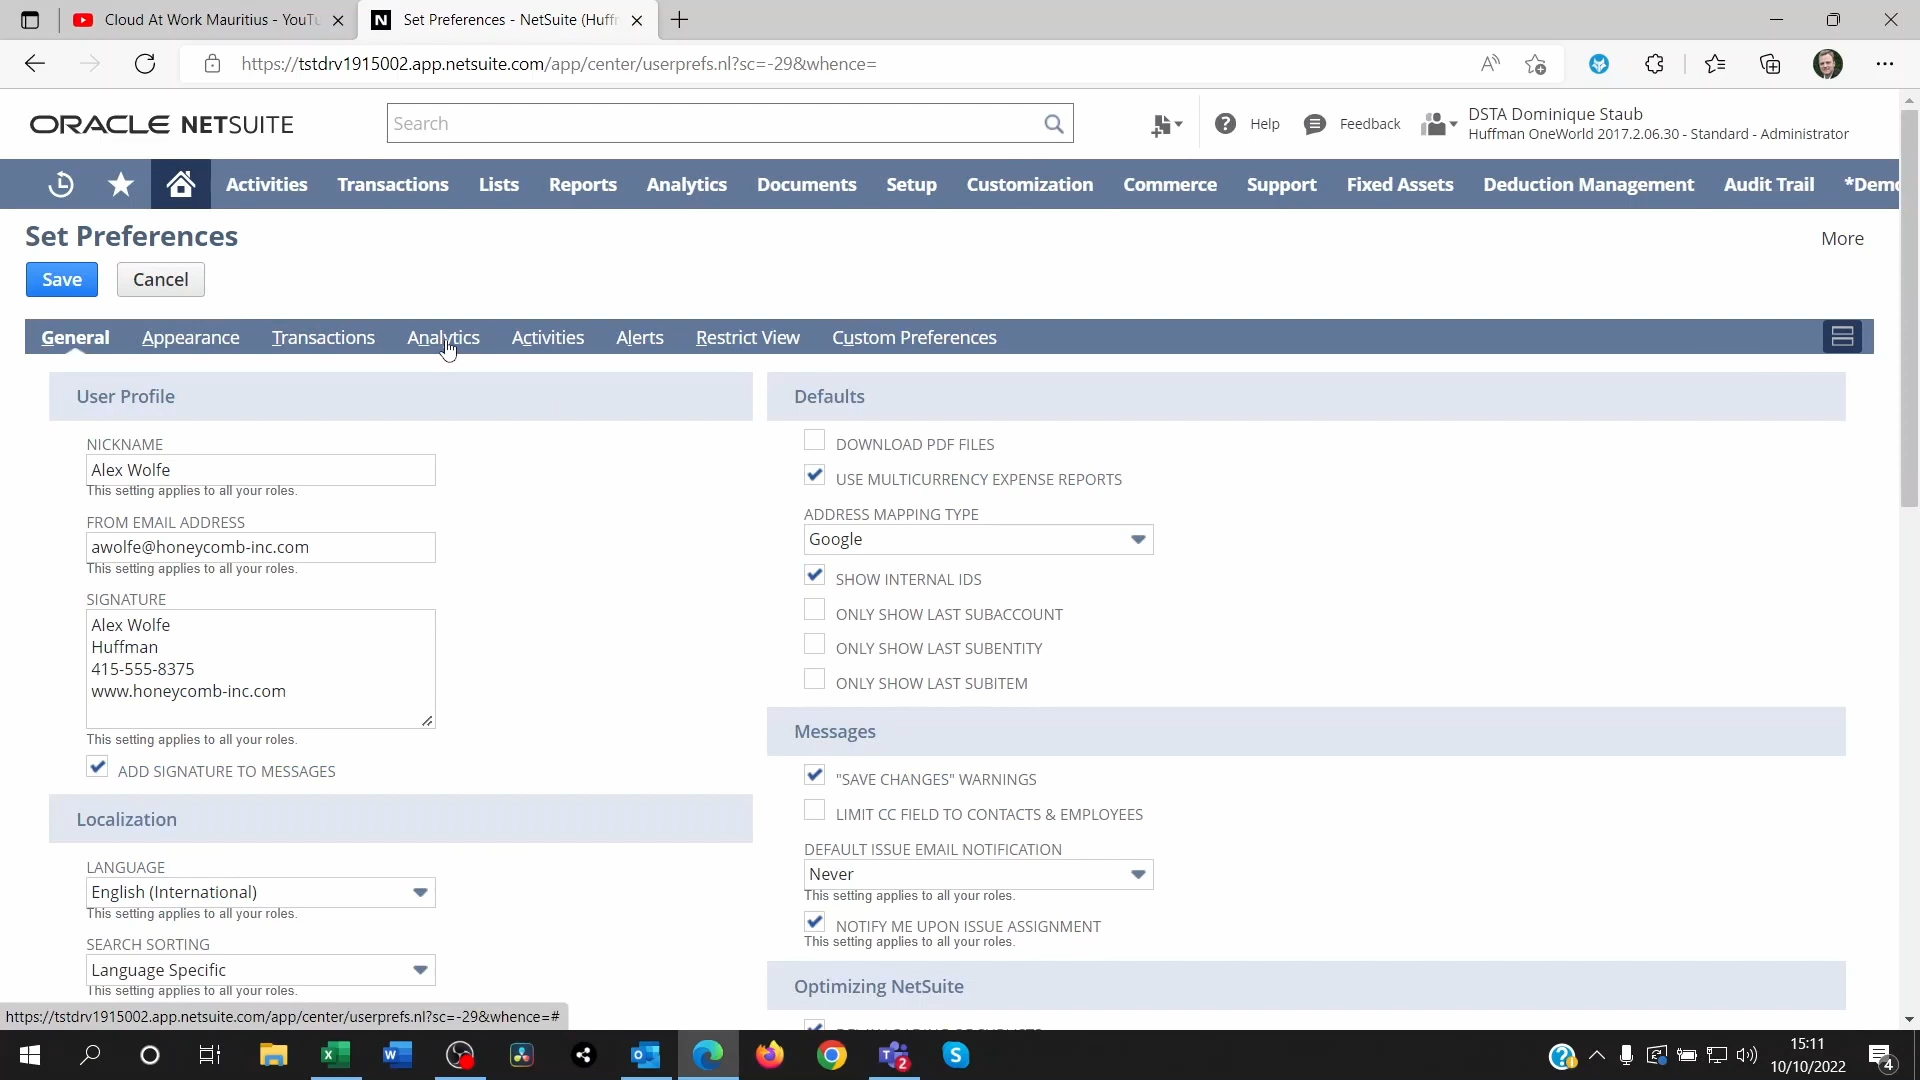 Cloud At Work Mauritius - YouTu
N Set Preferences - NetSuite (Huffm
https://tstdrv1915002.app.netsuite.com/app/center/userprefs.nl?sc=-29&whence=
ORACLE NETSUITE
Search
Help
Feedback
DSTA Dominique Staub
Huffman OneWorld 2017.2.06.30 - Standard - Administrator
Activities Transactions Lists Reports Analytics Documents Setup Customization Commerce Support Fixed Assets Deduction Management Audit Trail *Demo
Set Preferences
More
Save Cancel
General Appearance Transactions Analytics Activities Alerts Restrict View Custom Preferences
User Profile
NICKNAME
Alex Wolfe
This setting applies to all your roles.
FROM EMAIL ADDRESS
awolfe@honeycomb-inc.com
This setting applies to all your roles.
SIGNATURE
Alex Wolfe
Huffman
415-555-8375
www.honeycomb-inc.com
This setting applies to all your roles.
ADD SIGNATURE TO MESSAGES
Localization
LANGUAGE
English (International)
This setting applies to all your roles.
SEARCH SORTING
Language Specific
This setting applies to all your roles.
Defaults
DOWNLOAD PDF FILES
USE MULTICURRENCY EXPENSE REPORTS
ADDRESS MAPPING TYPE
Google
SHOW INTERNAL IDS
ONLY SHOW LAST SUBACCOUNT
ONLY SHOW LAST SUBENTITY
ONLY SHOW LAST SUBITEM
Messages
"SAVE CHANGES" WARNINGS
LIMIT CC FIELD TO CONTACTS & EMPLOYEES
DEFAULT ISSUE EMAIL NOTIFICATION
Never
This setting applies to all your roles.
NOTIFY ME UPON ISSUE ASSIGNMENT
This setting applies to all your roles.
Optimizing NetSuite
https://tstdrv1915002.app.netsuite.com/app/center/userprefs.nl?sc=-29&whence=#
15:11
10/10/2022
4
2